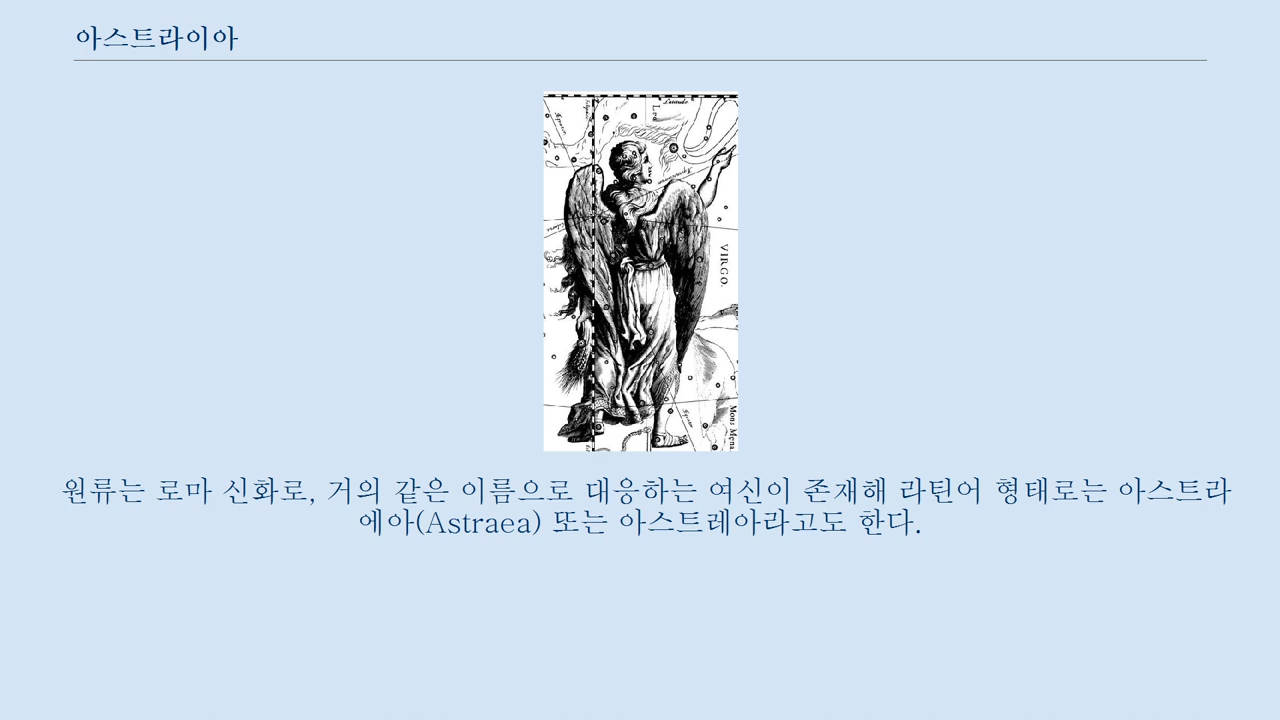 아스트라이아
Leo
VIRGO.
Mons Mena
원류는 로마 신화로, 거의 같은 이름으로 대응하는 여신이 존재해 라틴어 형태로는 아스트라
에아(Astraea) 또는 아스트레아라고도 한다.